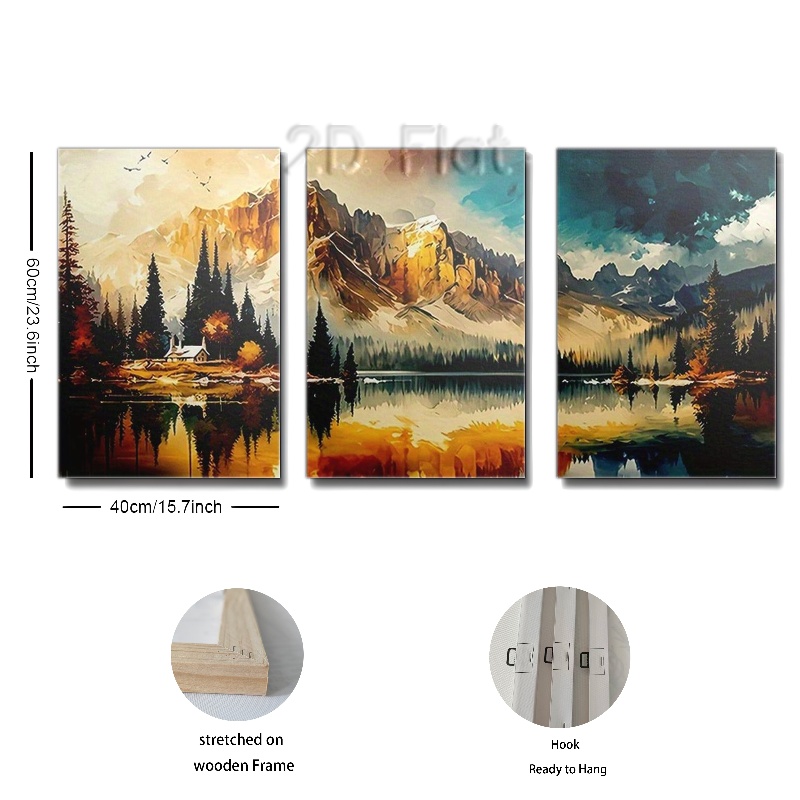 2D Flat
60cm/23.6inch
40cm/15.7inch
stretched on
wooden Frame
Hook
Ready to Hang